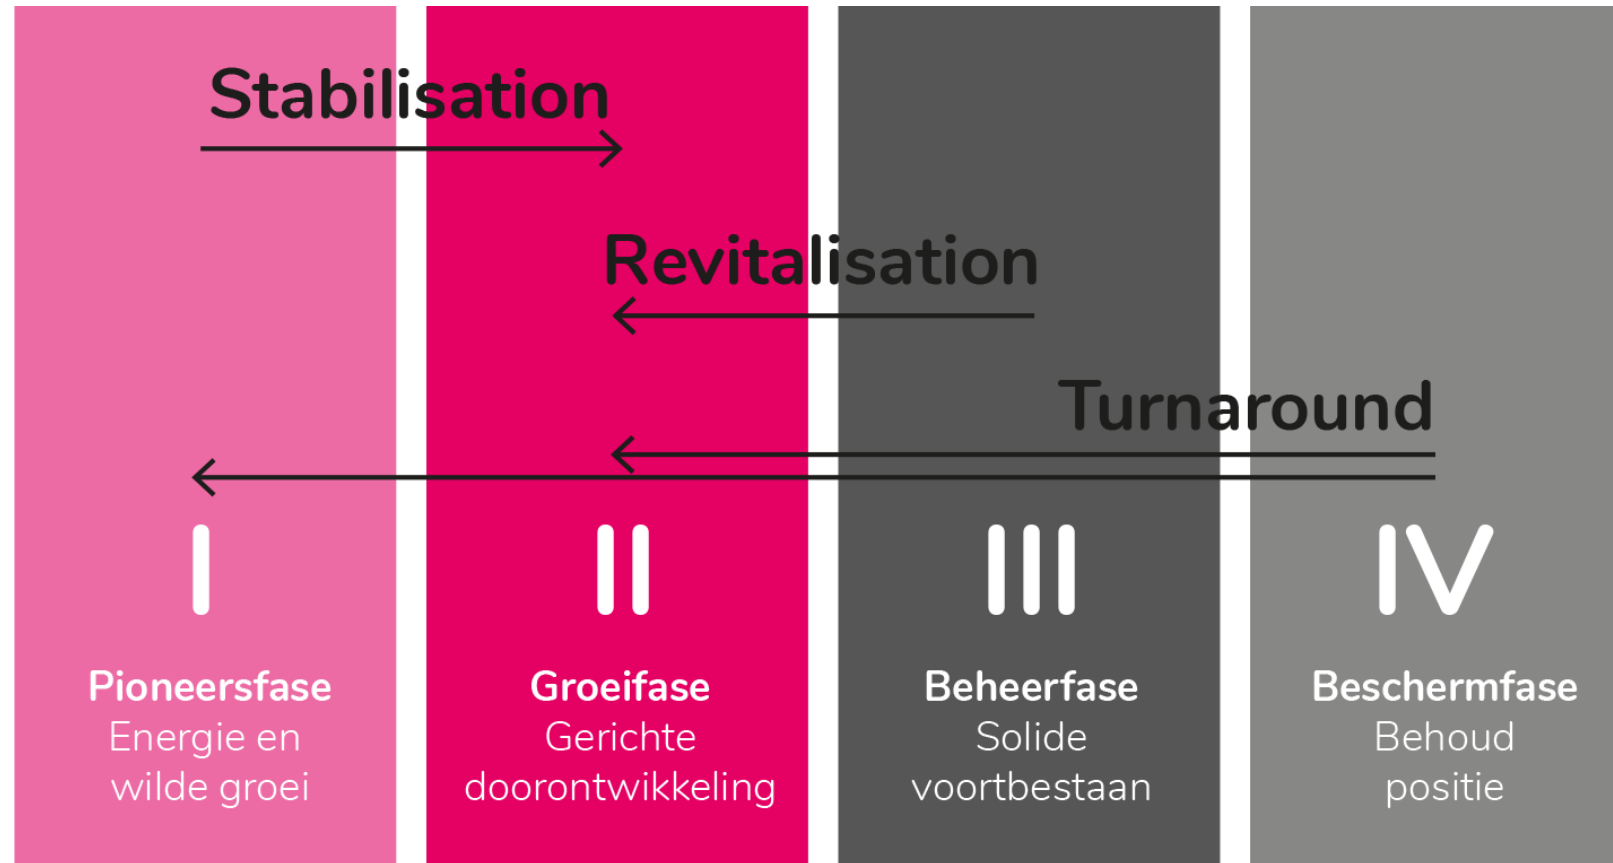 Stabilisation
Revitalisation
Turnaround
I
II
III
IV
Pioneersfase
Energie en
wilde groei
Groeifase
Gerichte
doorontwikkeling
Beheerfase
Solide
voortbestaan
Beschermfase
Behoud
positie